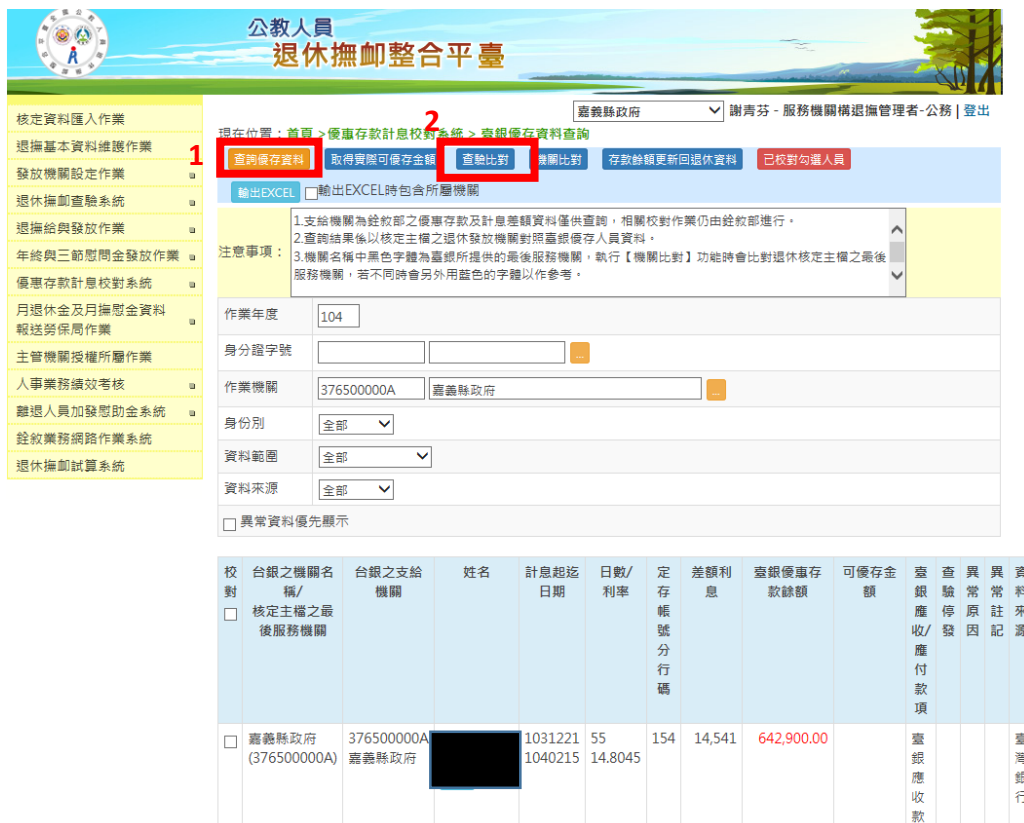 公教人員
退休撫卹整合平臺
嘉義縣政府 謝青芬 - 服務機關構退撫管理者-公務 | 登出
核定資料匯入作業
退撫基本資料維護作業
發放機關設定作業
退休撫卹查驗系統
退撫給與發放作業
年終與三節慰問金發放作業
優惠存款計息校對系統
月退休金及月撫慰金資料
報送勞保局作業
主管機關授權所屬作業
人事業務績效考核
離退人員加發慰助金系統
銓敘業務網路作業系統
退休撫卹試算系統
現在位置：首頁 >優惠存款計息校對系統 > 臺銀優存資料查詢
1
2
查詢優存資料 取得實際可優存金額 查驗比對 機關比對 存款餘額更新回退休資料 已校對勾選人員
輸出EXCEL 輸出EXCEL時包含所屬機關
注意事項：
1.支給機關為銓敘部之優惠存款及計息差額資料僅供查詢，相關校對作業仍由銓敘部進行。
2.查詢結果係以核定主檔之退休發放機關對照臺銀優存人員資料。
3.機關名稱中黑色字體為臺銀所提供的最後服務機關，執行【機關比對】功能時會比對退休核定主檔之最後
服務機關，若不同時會另外用藍色的字體以作參考。
作業年度 104
身分證字號 ...
作業機關 376500000A 嘉義縣政府 ...
身份別 全部
資料範圍 全部
資料來源 全部
異常資料優先顯示
校對
台銀之機關名
稱/
核定主檔之最
後服務機關
台銀之支給
機關
姓名
計息起迄
日期
日數/
利率
定存帳號分行碼
差額利
息
臺銀優惠存
款餘額
可優存金
額
臺銀應收/應付款項
查驗停發
異常原因
異常註記
資料來源
嘉義縣政府
(376500000A)
376500000A
嘉義縣政府
1031221
1040215
55
14.8045
154
14,541
642,900.00
臺銀應收款
臺灣銀行